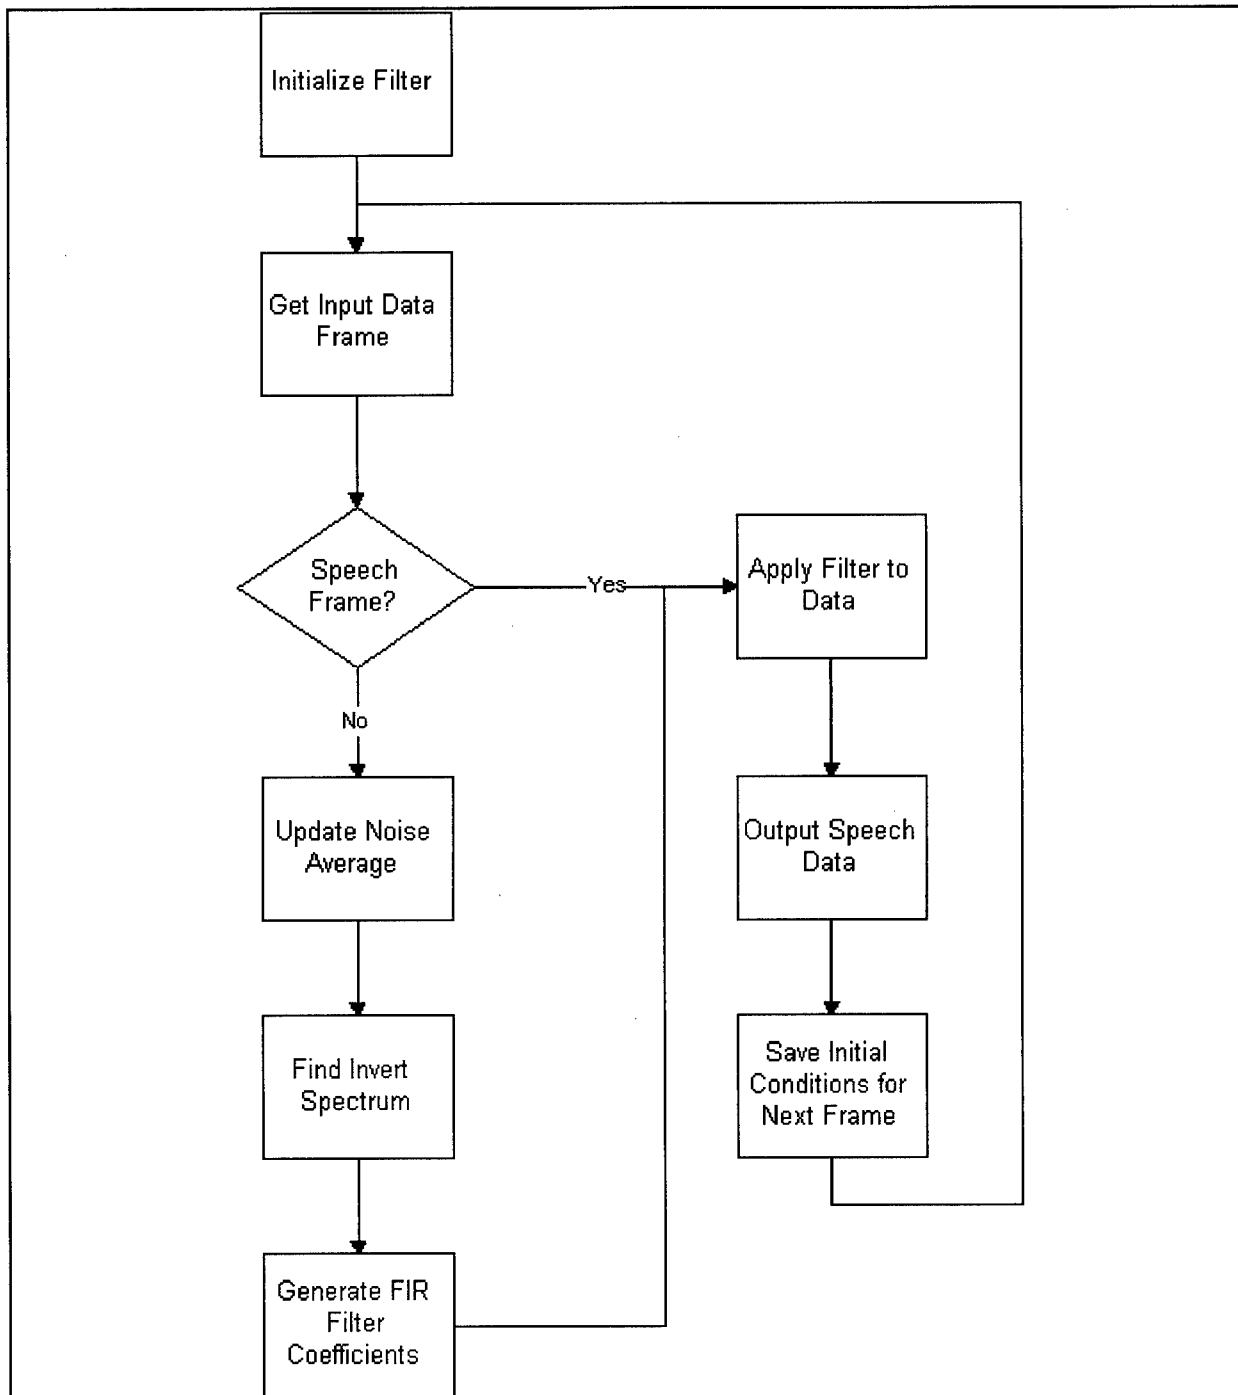 Initialize Filter
Get Input Data
Frame
Speech
Frame?
Yes
No
Apply Filter to
Data
Update Noise
Average
Output Speech
Data
Find Invert
Spectrum
Save Initial
Conditions for
Next Frame
Generate FIR
Filter
Coefficients